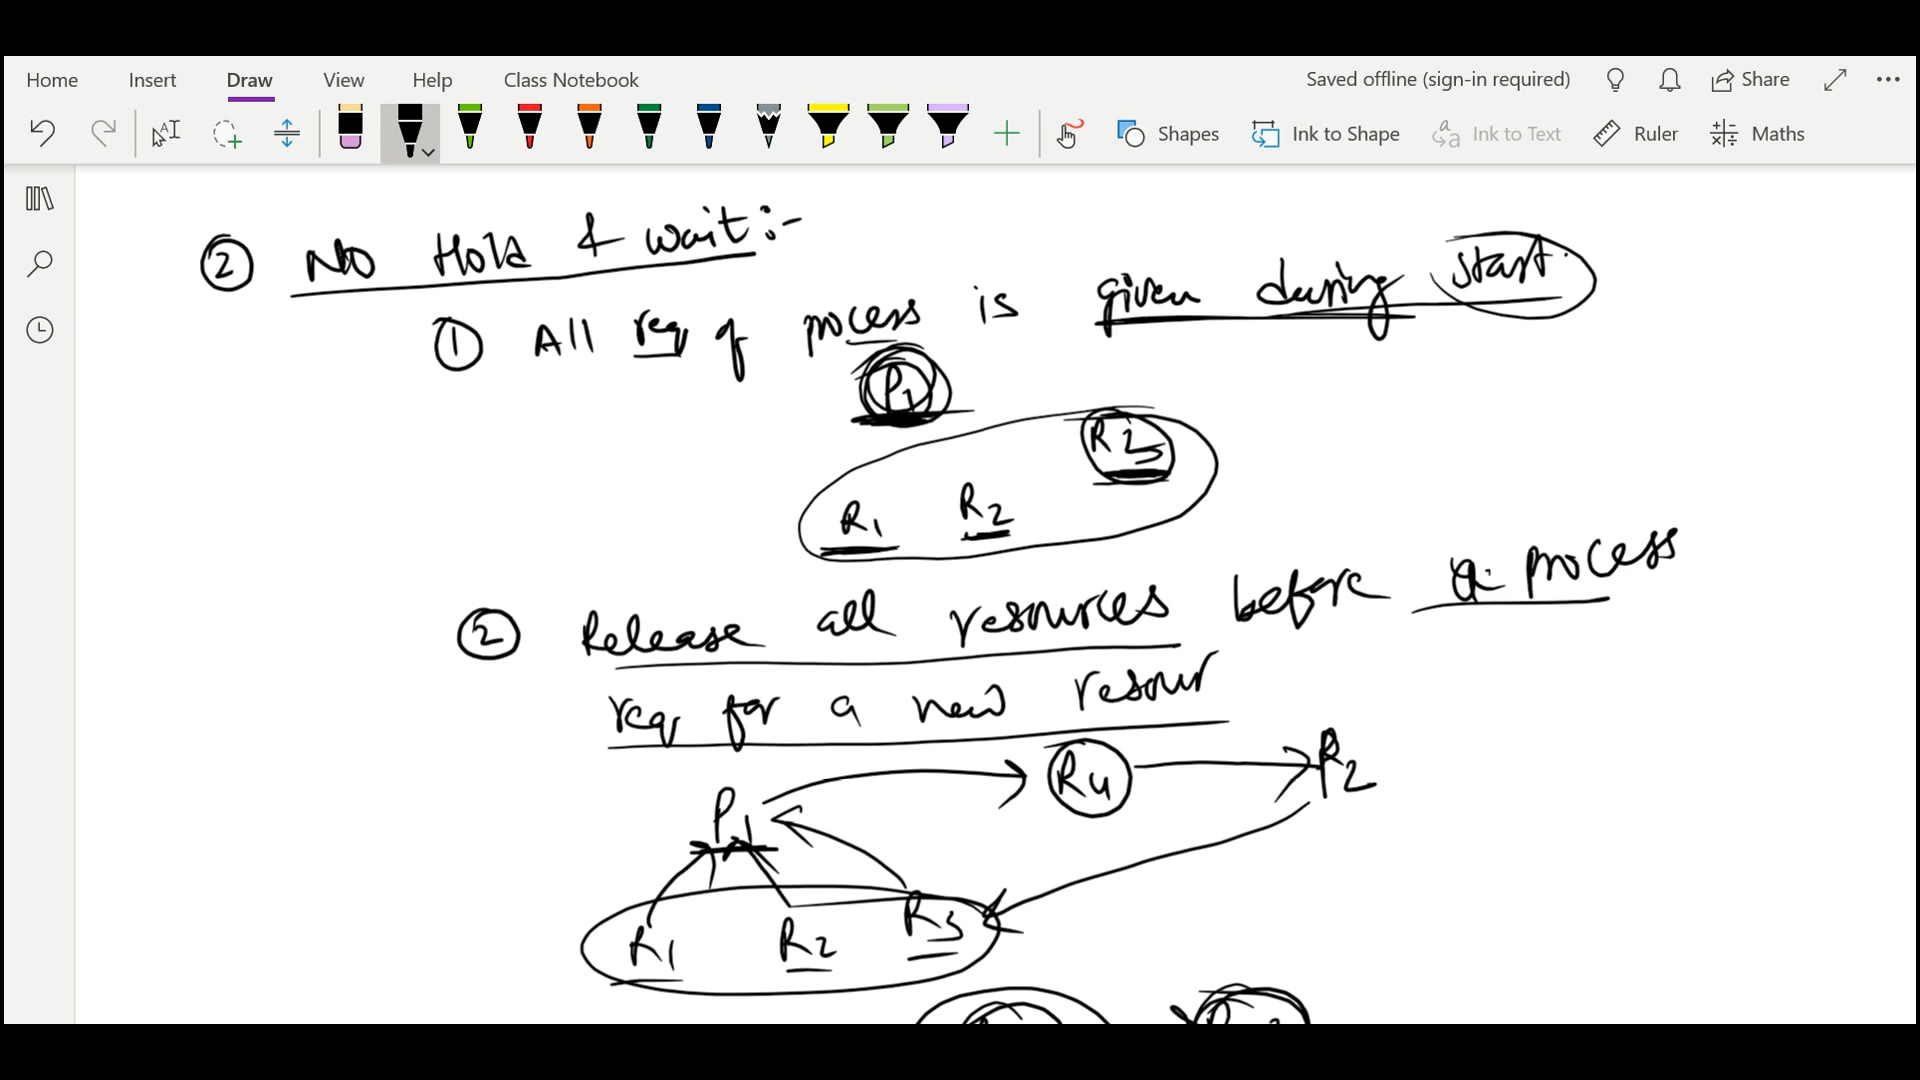 Home Insert Draw View Help Class Notebook Saved offline (sign-in required) Share
Shapes Ink to Shape Ink to Text Ruler Maths
② No Hold & wait:-
① All req of process is given during start
P1
R3
R1 R2
② Release all resources before a process
req for a new resour
R4 P2
P1
R1 R2 R3